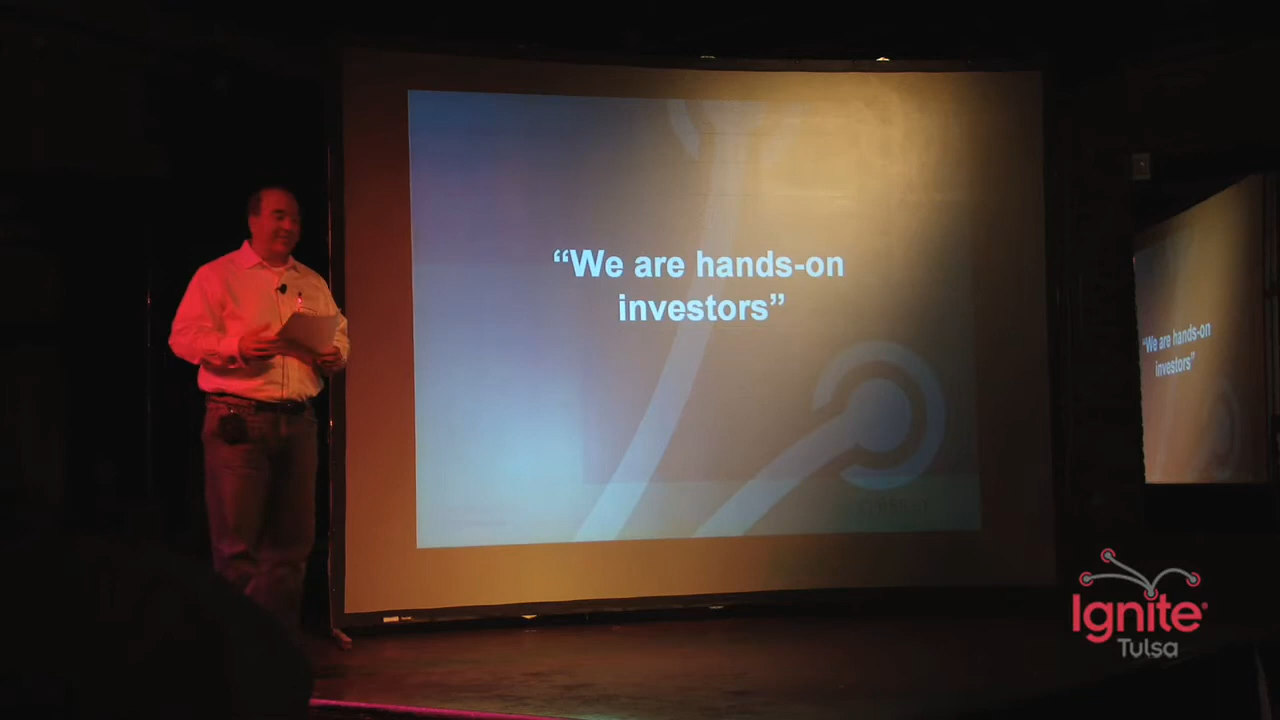 “We are hands-on
investors”
“We are hands-on
investors”
Ignite
Tulsa